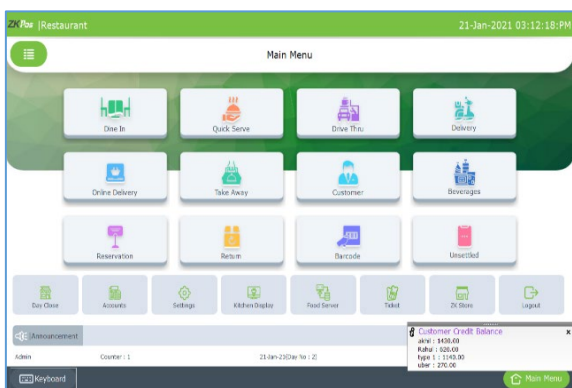 ZKPos |Restaurant
21-Jan-2021 03:12:18:PM
Main Menu
Dine In
Quick Serve
Drive Thru
Delivery
Online Delivery
Take Away
Customer
Beverages
Reservation
Return
Barcode
Unsettled
Day Close
Accounts
Settings
Kitchen Display
Food Server
Ticket
ZK Store
Logout
Announcement
Customer Credit Balance x
akhil : 1430.00
Rahul : 620.00
type 1 : 1143.00
uber : 270.00
Admin
Counter : 1
21-Jan-21(Day No : 2)
Keyboard
Main Menu